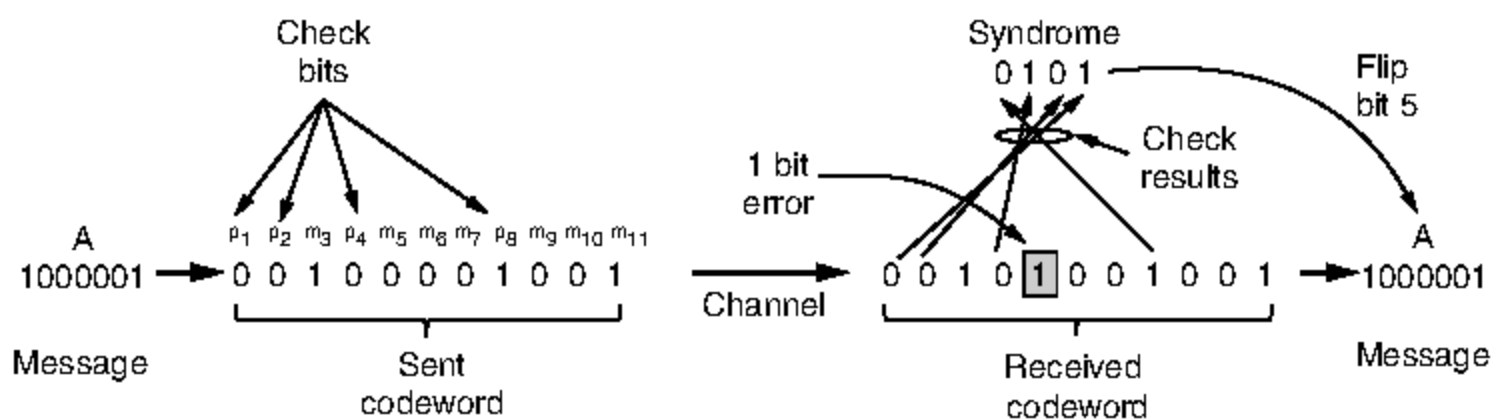 Check
bits
Syndrome
0 1 0 1
Flip
bit 5
Check
results
1 bit
error
A
p1 p2 m3 p4 m5 m6 m7 p8 m9 m10 m11
A
1000001
0 0 1 0 0 0 0 1 0 0 1
Channel
0 0 1 0 1 0 0 1 0 0 1
1000001
Message
Sent
codeword
Received
codeword
Message